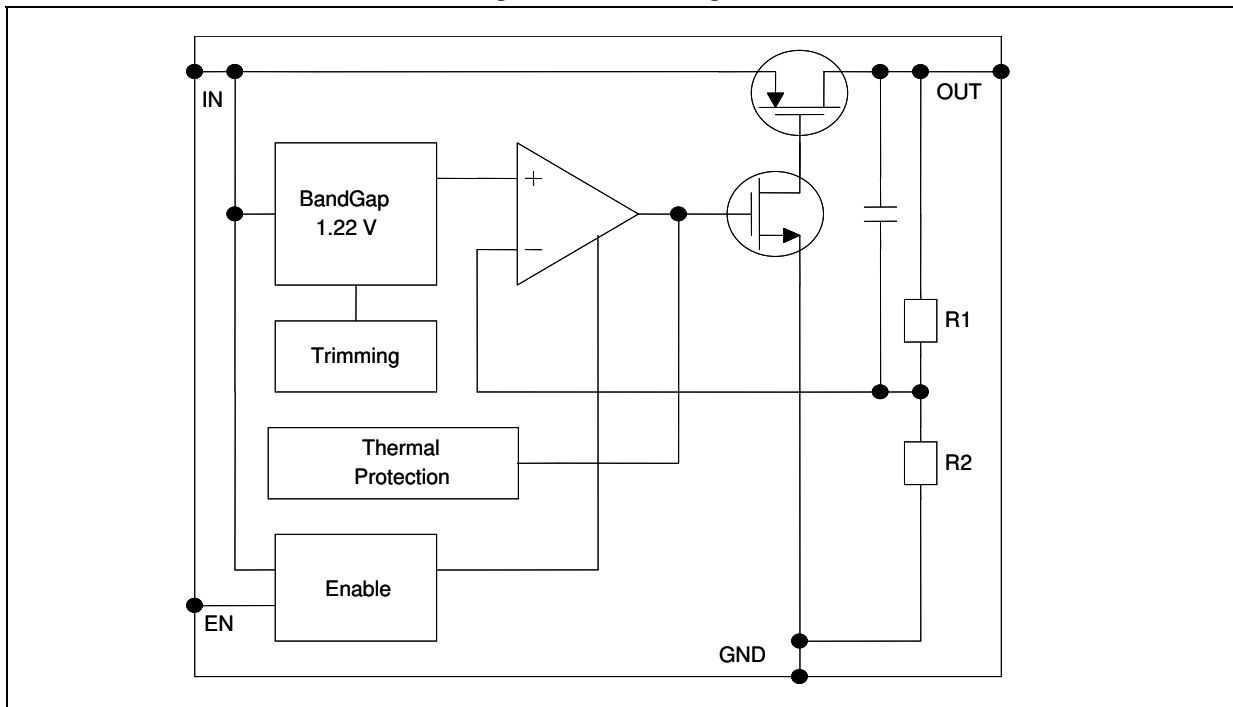 IN
OUT
BandGap
1.22 V
+
−
R1
Trimming
Thermal
Protection
R2
Enable
EN
GND